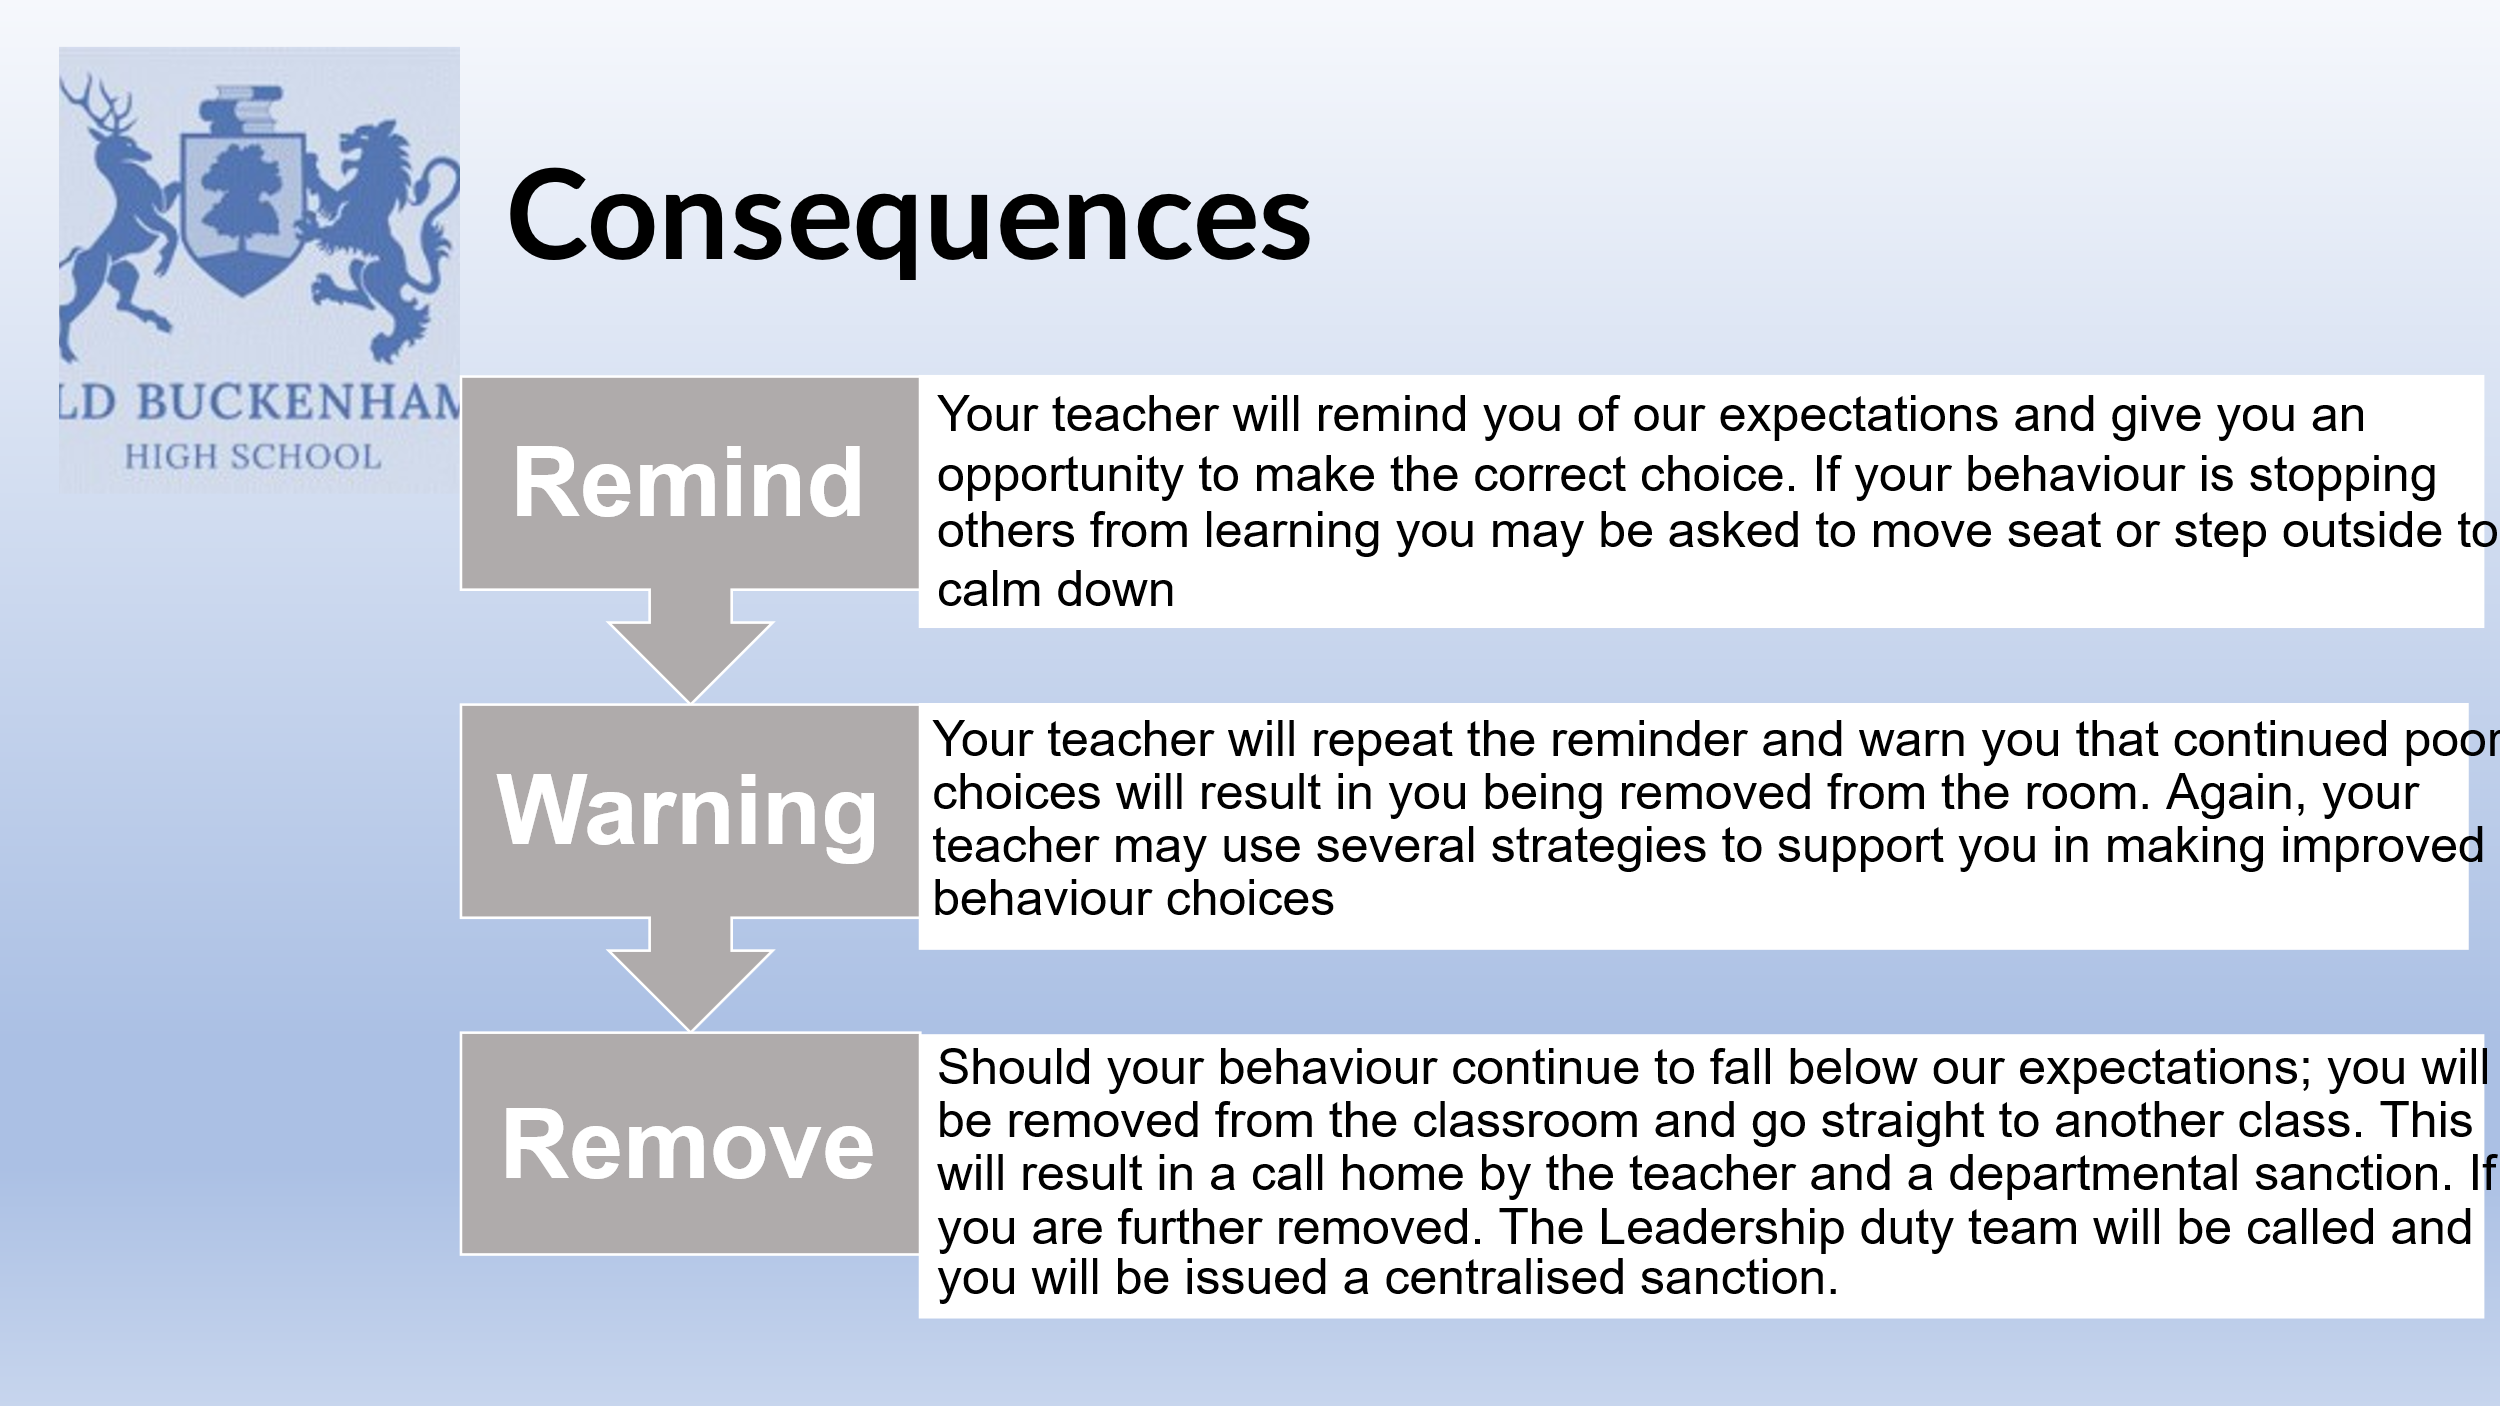 LD BUCKENHAM
HIGH SCHOOL
Consequences
Remind
Your teacher will remind you of our expectations and give you an
opportunity to make the correct choice. If your behaviour is stopping
others from learning you may be asked to move seat or step outside to
calm down
Warning
Your teacher will repeat the reminder and warn you that continued poor
choices will result in you being removed from the room. Again, your
teacher may use several strategies to support you in making improved
behaviour choices
Remove
Should your behaviour continue to fall below our expectations; you will
be removed from the classroom and go straight to another class. This
will result in a call home by the teacher and a departmental sanction. If
you are further removed. The Leadership duty team will be called and
you will be issued a centralised sanction.